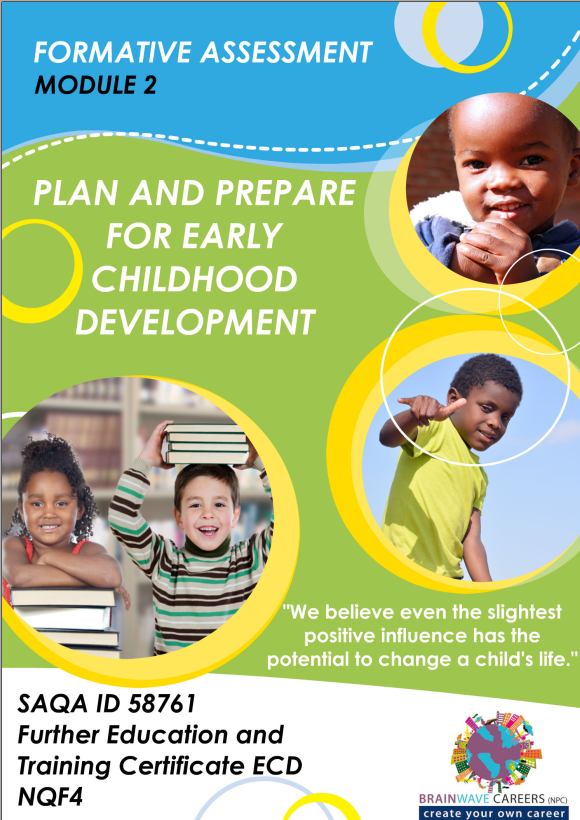 FORMATIVE ASSESSMENT
MODULE 2
PLAN AND PREPARE
FOR EARLY
CHILDHOOD
DEVELOPMENT
"We believe even the slightest
positive influence has the
potential to change a child's life."
SAQA ID 58761
Further Education and
Training Certificate ECD
NQF4
BRAINWAVE CAREERS (NPC)
create your own career